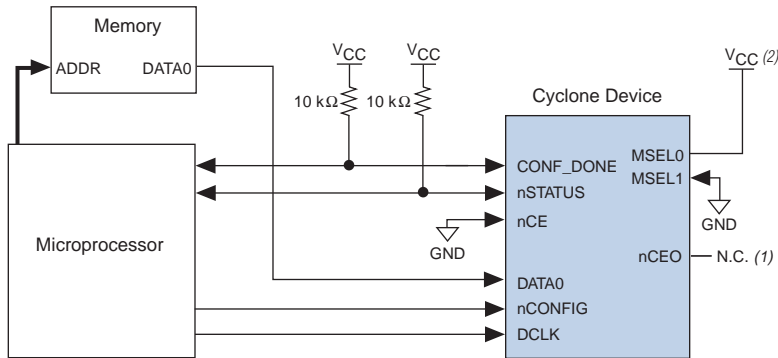 Memory
ADDR DATA0
VCC VCC
10 kΩ 10 kΩ
VCC (2)
Cyclone Device
MSEL0
CONF_DONE
MSEL1
nSTATUS
nCE
GND
GND
Microprocessor
nCEO N.C. (1)
DATA0
nCONFIG
DCLK